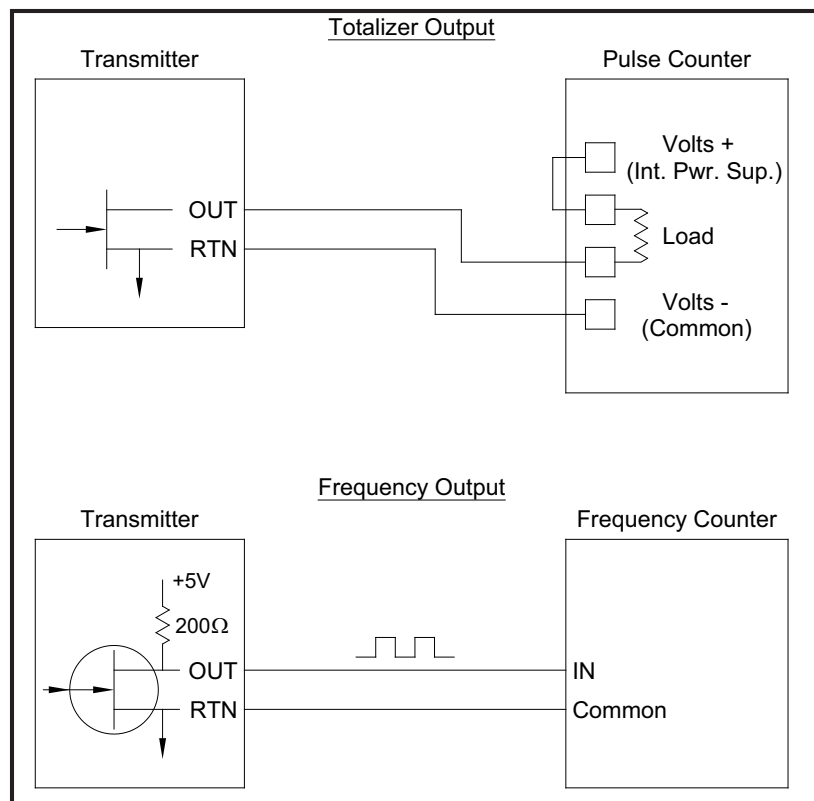 Totalizer Output
Transmitter
Pulse Counter
Volts +
(Int. Pwr. Sup.)
OUT
RTN
Load
Volts -
(Common)
Frequency Output
Transmitter
Frequency Counter
+5V
200Ω
OUT
RTN
IN
Common